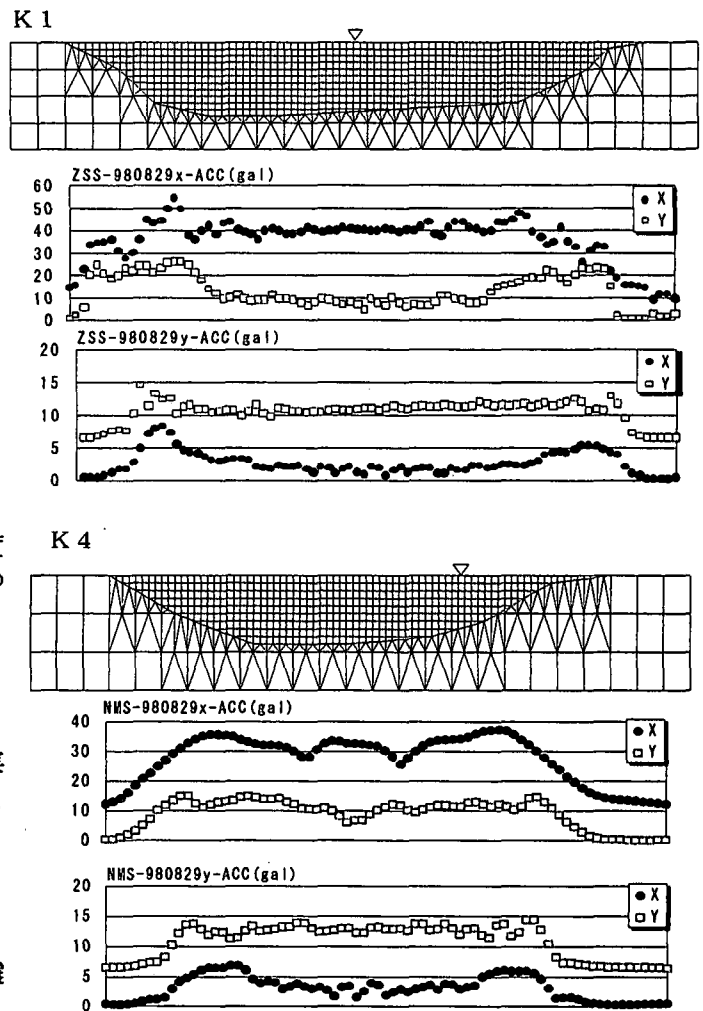 K 1
ZSS-980829x-ACC(gal)
60
50
40
30
20
10
0
X
Y
ZSS-980829y-ACC(gal)
20
15
10
5
0
X
Y
K 4
NMS-980829x-ACC(gal)
40
30
20
10
0
X
Y
NMS-980829y-ACC(gal)
20
15
10
5
0
X
Y